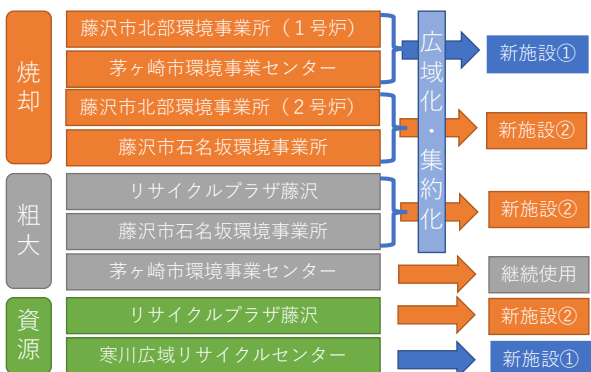 焼却
藤沢市北部環境事業所（１号炉）
茅ヶ崎市環境事業センター
藤沢市北部環境事業所（２号炉）
藤沢市石名坂環境事業所
広域化・集約化
新施設①
新施設②
粗大
リサイクルプラザ藤沢
藤沢市石名坂環境事業所
新施設②
茅ヶ崎市環境事業センター
継続使用
資源
リサイクルプラザ藤沢
新施設②
寒川広域リサイクルセンター
新施設①